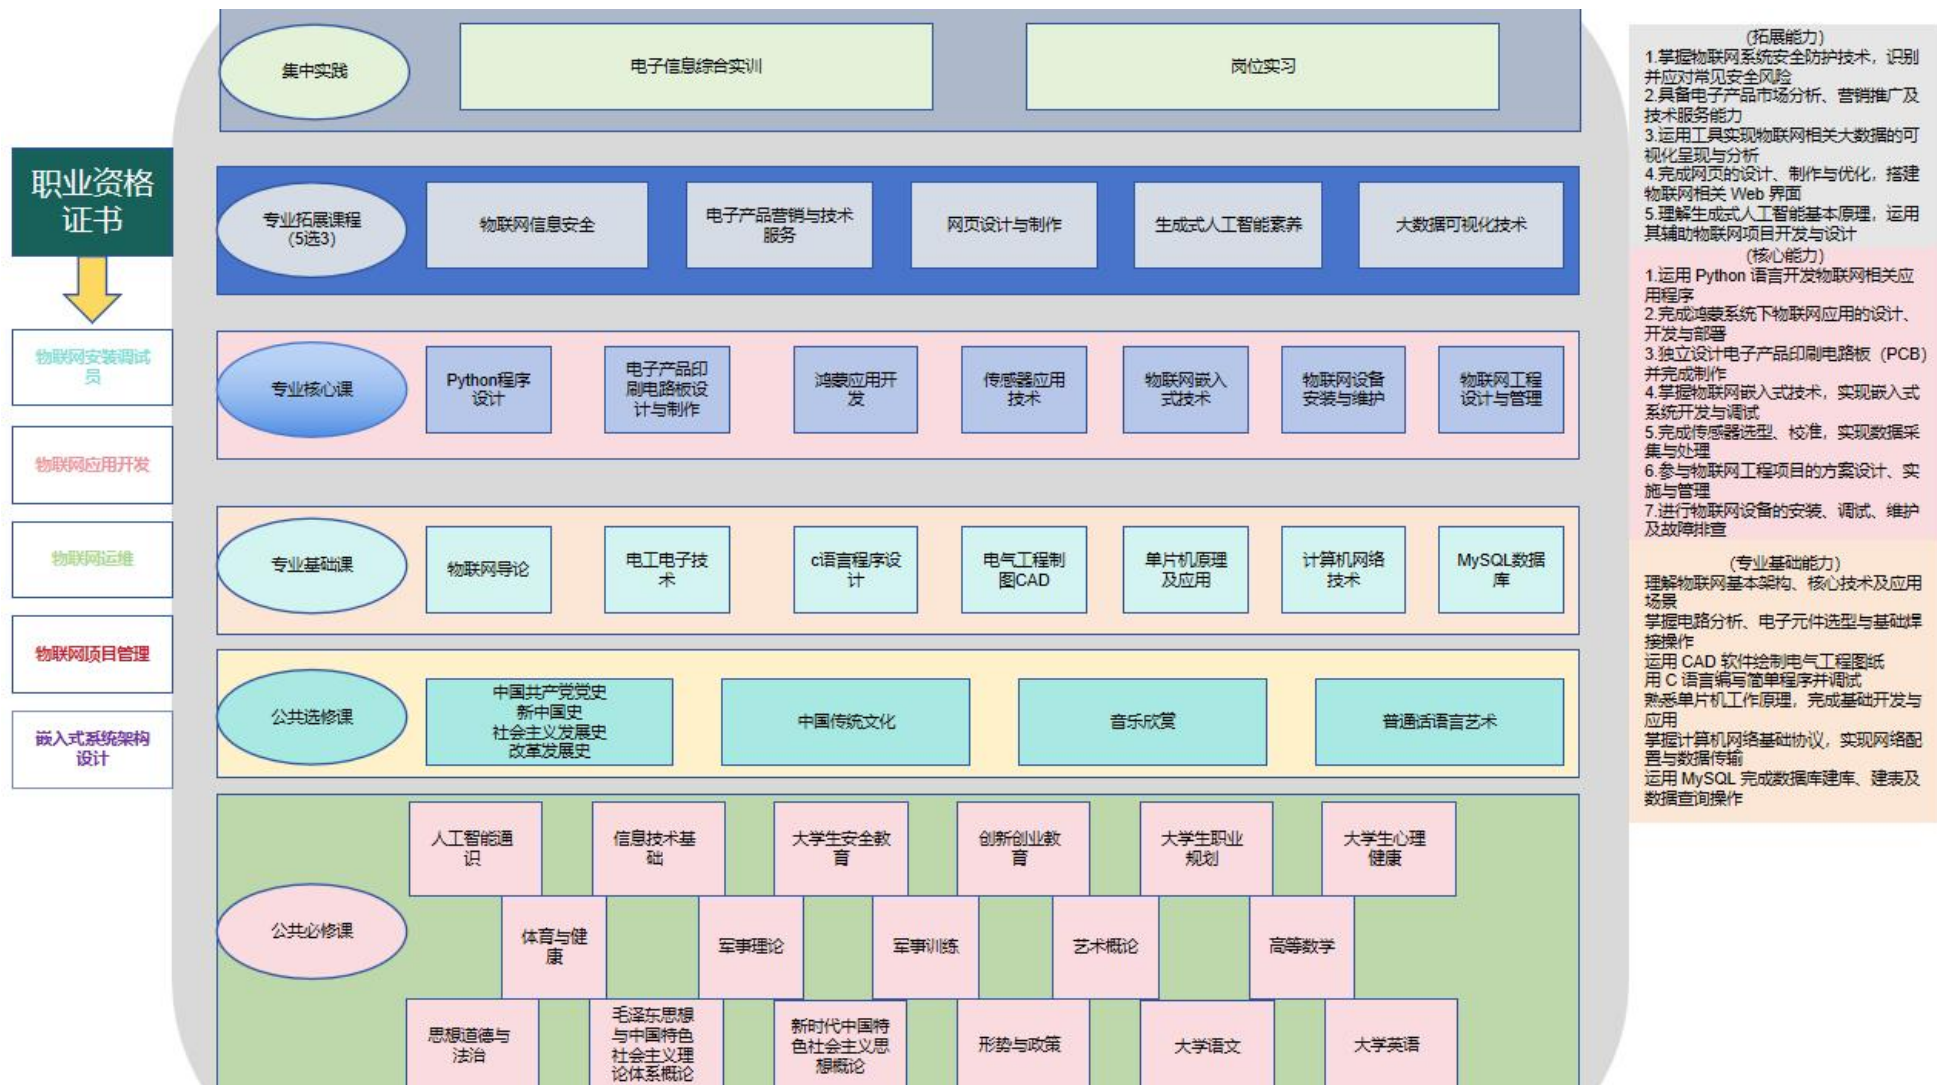 职业资格
证书
物联网安装调试
员
物联网应用开发
物联网运维
物联网项目管理
嵌入式系统架构
设计
集中实践
电子信息综合实训
岗位实习
专业拓展课程
(5选3)
物联网信息安全
电子产品营销与技术
服务
网页设计与制作
生成式人工智能素养
大数据可视化技术
专业核心课
Python程序
设计
电子产品印
刷电路板设
计与制作
鸿蒙应用开
发
传感器应用
技术
物联网嵌入
式技术
物联网设备
安装与维护
物联网工程
设计与管理
专业基础课
物联网导论
电工电子技
术
c语言程序设
计
电气工程制
图CAD
单片机原理
及应用
计算机网络
技术
MySQL数据
库
公共选修课
中国共产党党史
新中国史
社会主义发展史
改革发展史
中国传统文化
音乐欣赏
普通话语言艺术
公共必修课
人工智能通
识
信息技术基
础
大学生安全教
育
创新创业教
育
大学生职业
规划
大学生心理
健康
体育与健
康
军事理论
军事训练
艺术概论
高等数学
思想道德与
法治
毛泽东思想
与中国特色
社会主义理
论体系概论
新时代中国特
色社会主义思
想概论
形势与政策
大学语文
大学英语
(拓展能力)
1.掌握物联网系统安全防护技术，识别
并应对常见安全风险
2.具备电子产品市场分析、营销推广及
技术服务能力
3.运用工具实现物联网相关大数据的可
视化呈现与分析
4.完成网页的设计、制作与优化，搭建
物联网相关 Web 界面
5.理解生成式人工智能基本原理，运用
其辅助物联网项目开发与设计
(核心能力)
1.运用 Python 语言开发物联网相关应
用程序
2.完成鸿蒙系统下物联网应用的设计、
开发与部署
3.独立设计电子产品印刷电路板（PCB）
并完成制作
4.掌握物联网嵌入式技术，实现嵌入式
系统开发与调试
5.完成传感器选型、校准，实现数据采
集与处理
6.参与物联网工程项目的方案设计、实
施与管理
7.进行物联网设备的安装、调试、维护
及故障排查
(专业基础能力)
理解物联网基本架构、核心技术及应用
场景
掌握电路分析、电子元件选型与基础焊
接操作
运用 CAD 软件绘制电气工程图纸
用 C 语言编写简单程序并调试
熟悉单片机工作原理，完成基础开发与
应用
掌握计算机网络基础协议，实现网络配
置与数据传输
运用 MySQL 完成数据库建库、建表及
数据查询操作